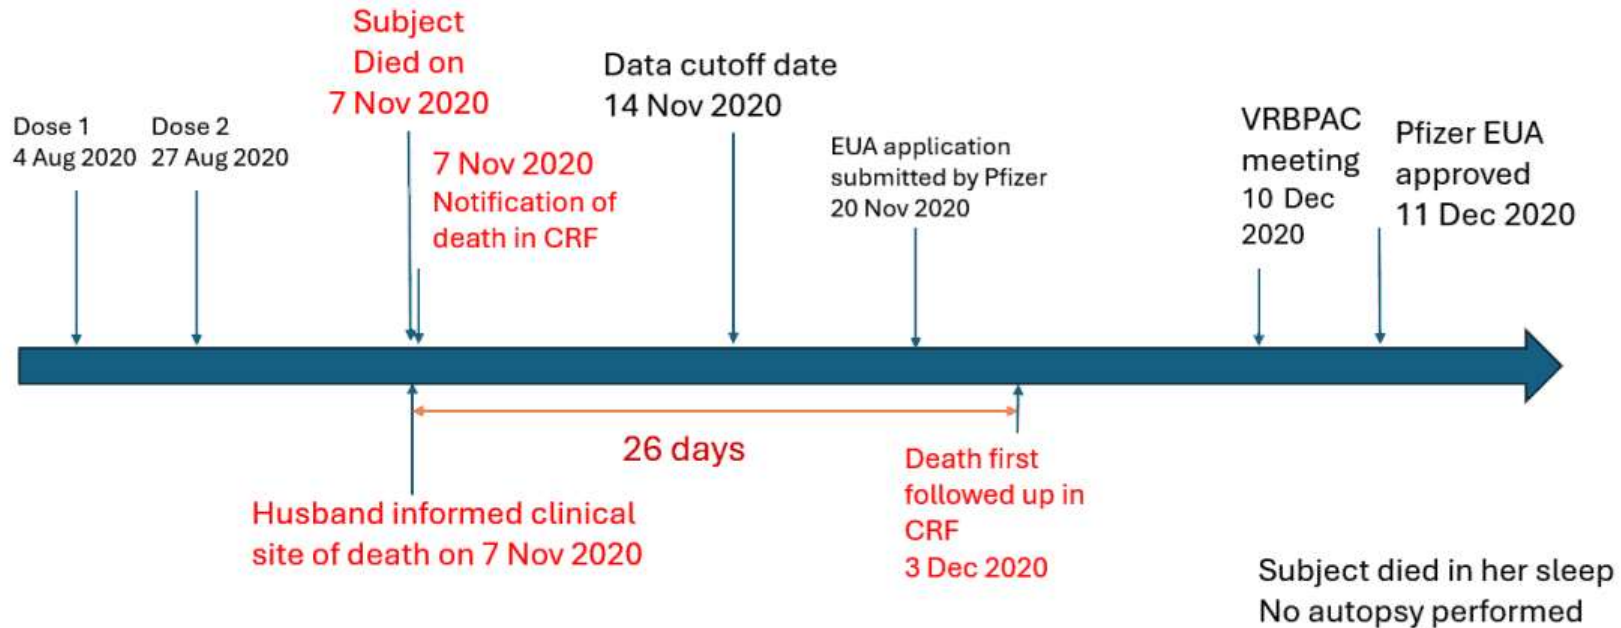 Subject
Died on
7 Nov 2020
Data cutoff date
14 Nov 2020
Dose 1
4 Aug 2020
Dose 2
27 Aug 2020
7 Nov 2020
Notification of
death in CRF
EUA application
submitted by Pfizer
20 Nov 2020
VRBPAC
meeting
10 Dec
2020
Pfizer EUA
approved
11 Dec 2020
26 days
Husband informed clinical
site of death on 7 Nov 2020
Death first
followed up in
CRF
3 Dec 2020
Subject died in her sleep
No autopsy performed